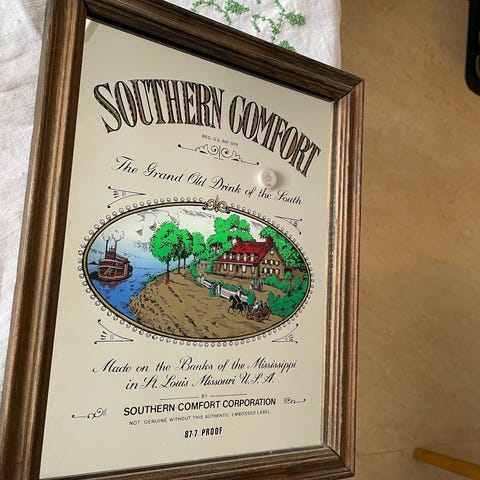 SOUTHERN COMFORT
REG. U.S. PAT. OFF.
The Grand Old Drink of the South
Made on the Banks of the Mississippi
in St. Louis Missouri U.S.A.
BY
SOUTHERN COMFORT CORPORATION
NOT GENUINE WITHOUT THIS AUTHENTIC EMBOSSED LABEL
87·7 PROOF